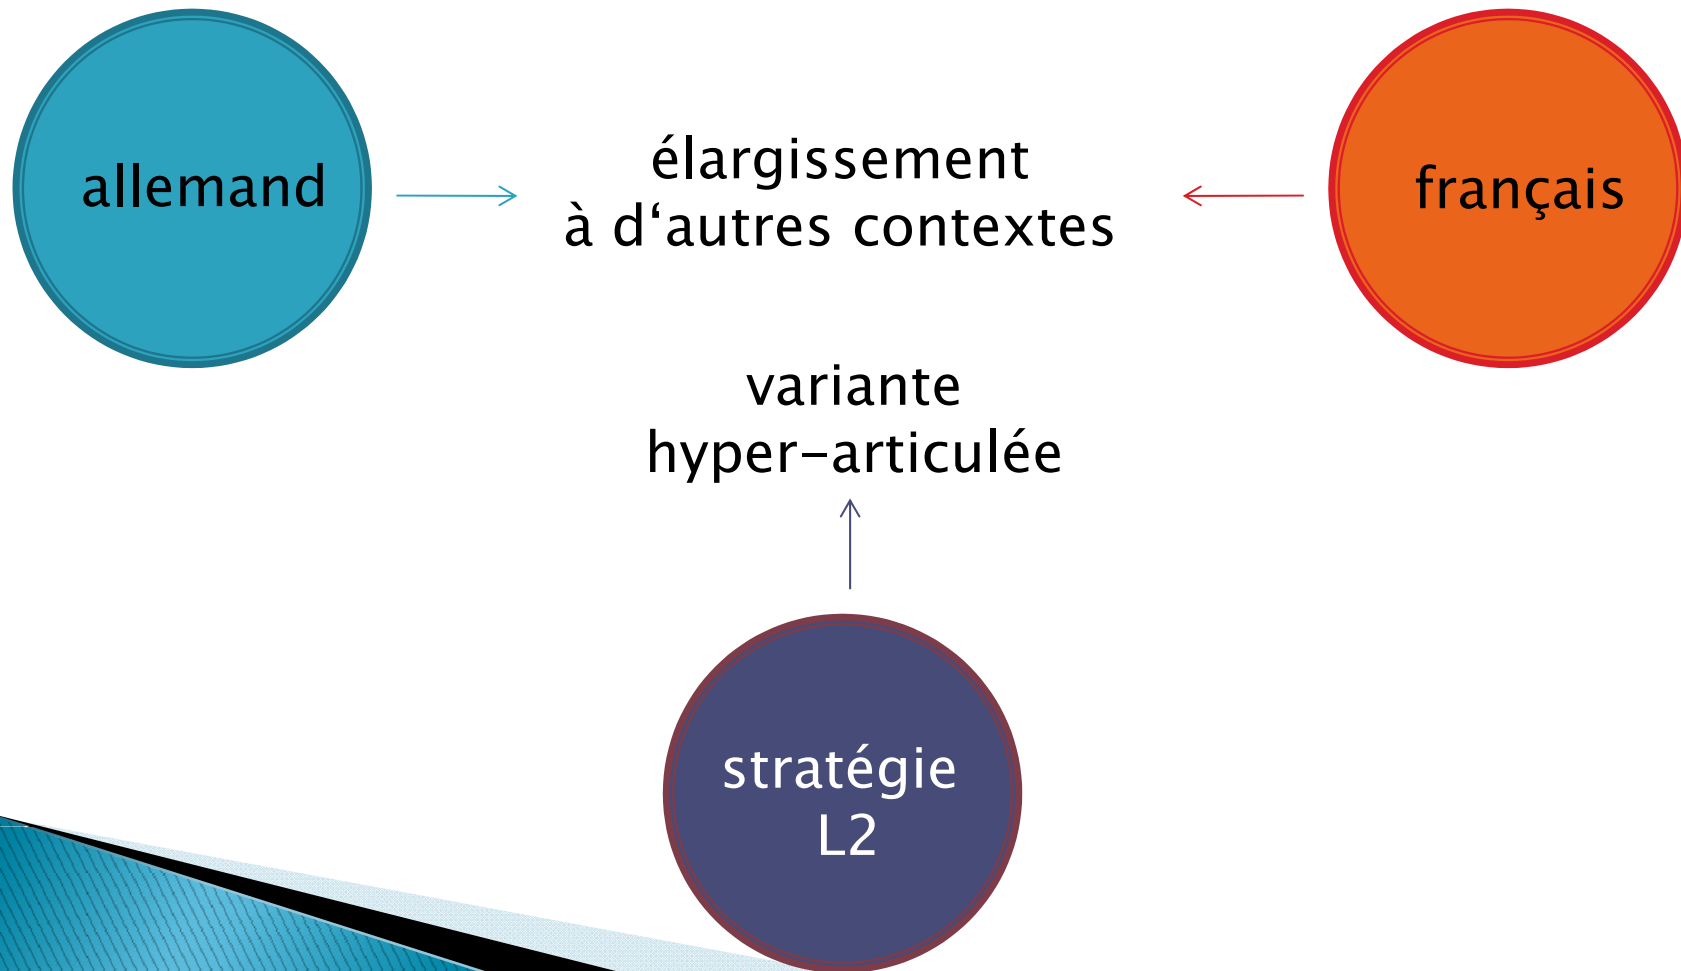 allemand
élargissement
à d‘autres contextes
français
variante
hyper-articulée
stratégie
L2